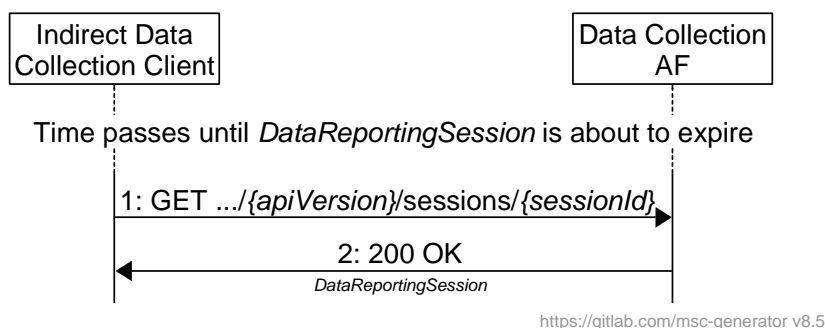 Indirect Data
Collection Client
Data Collection
AF
Time passes until DataReportingSession is about to expire
1: GET .../{apiVersion}/sessions/{sessionId}
2: 200 OK
DataReportingSession
https://gitlab.com/msc-generator v8.5